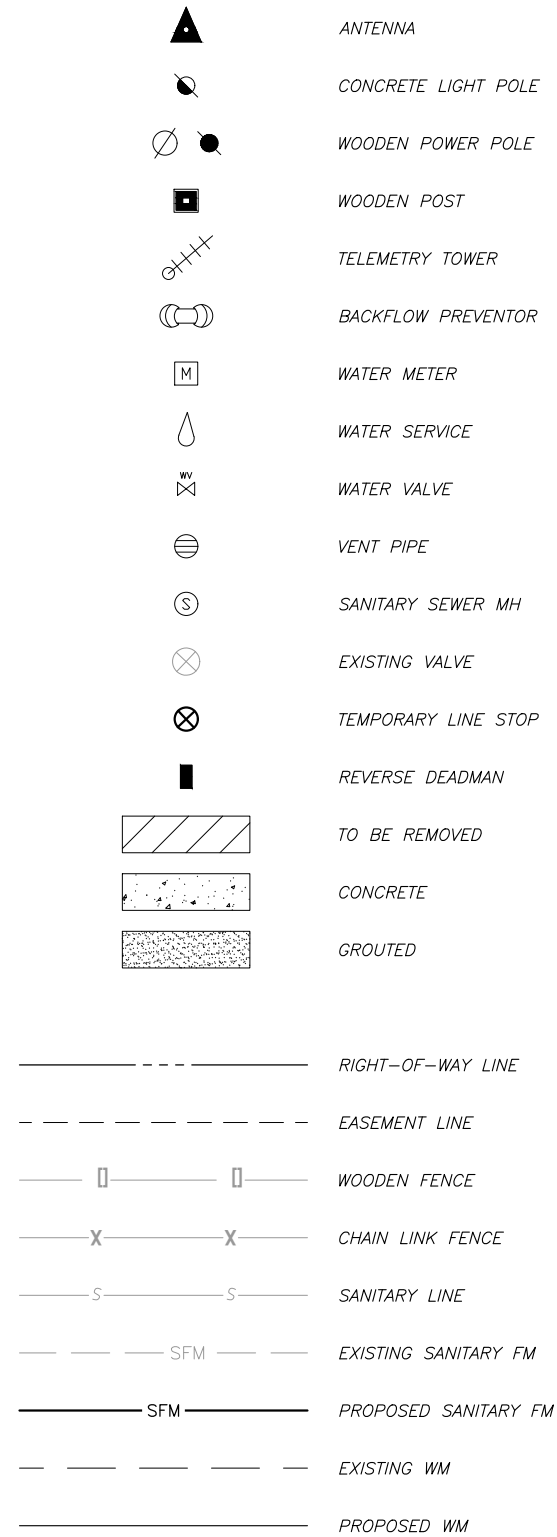 ANTENNA
CONCRETE LIGHT POLE
WOODEN POWER POLE
WOODEN POST
TELEMETRY TOWER
BACKFLOW PREVENTOR
M WATER METER
WATER SERVICE
WV WATER VALVE
VENT PIPE
S SANITARY SEWER MH
EXISTING VALVE
TEMPORARY LINE STOP
REVERSE DEADMAN
TO BE REMOVED
CONCRETE
GROUTED
RIGHT-OF-WAY LINE
EASEMENT LINE
WOODEN FENCE
X X CHAIN LINK FENCE
S S SANITARY LINE
SFM EXISTING SANITARY FM
SFM PROPOSED SANITARY FM
EXISTING WM
PROPOSED WM